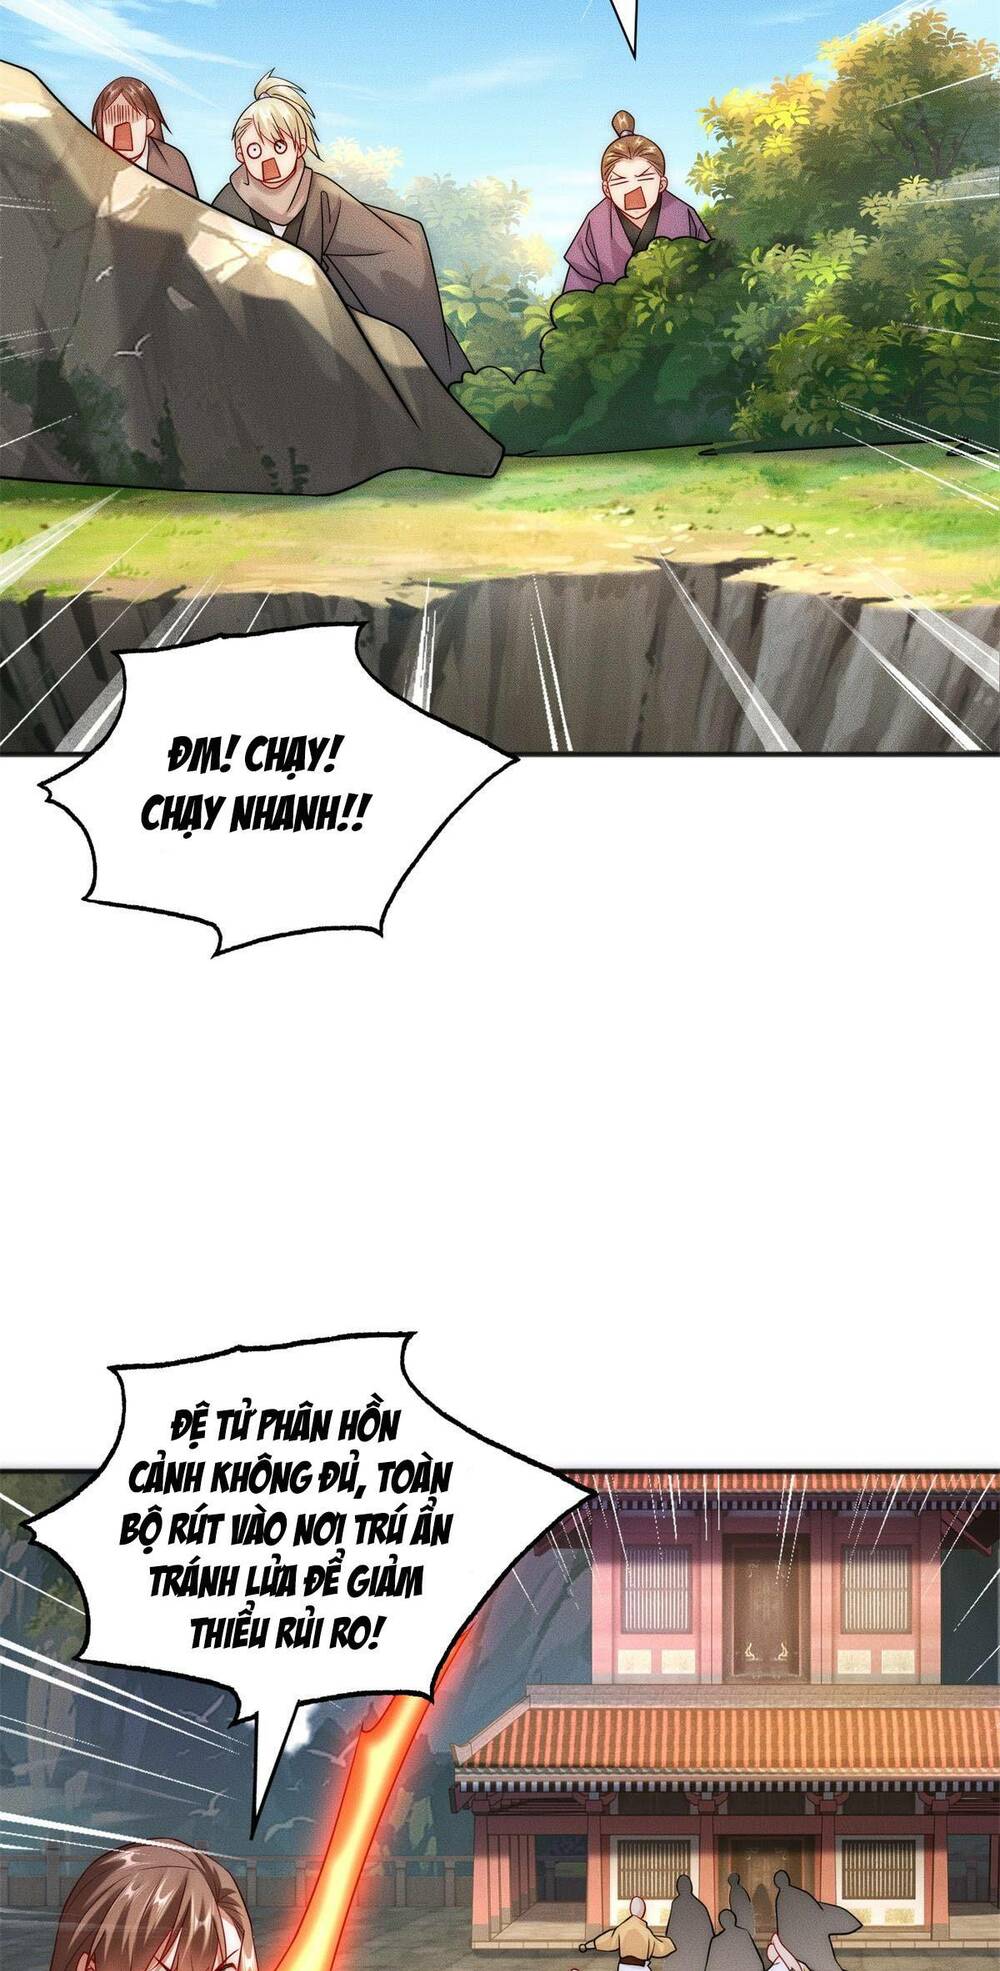 ĐM! CHẠY!
CHẠY NHANH!!
ĐỆ TỬ PHÂN HỒN
CẢNH KHÔNG ĐỦ, TOÀN
BỘ RÚT VÀO NƠI TRÚ ẨN
TRÁNH LỬA ĐỂ GIẢM
THIỂU RỦI RO!